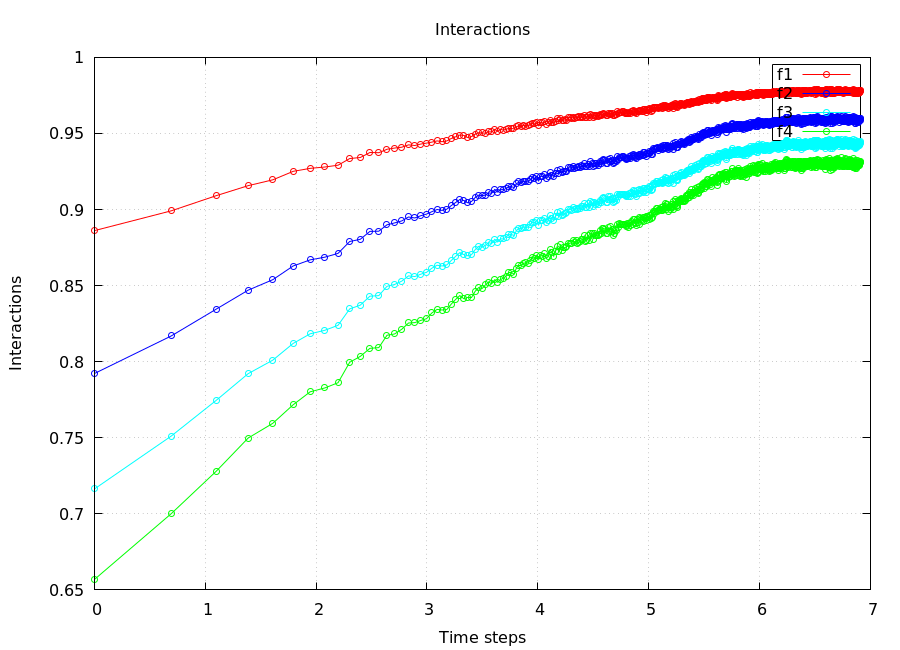 Interactions
1
0.95
0.9
0.85
0.8
0.75
0.7
0.65
0 1 2 3 4 5 6 7
Interactions
Time steps
f1
f2
f3
f4